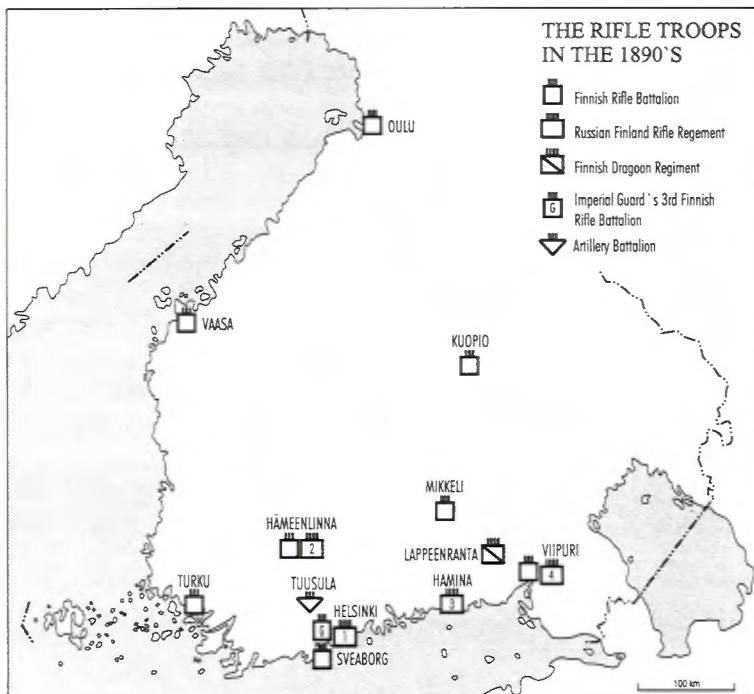 THE RIFLE TROOPS
IN THE 1890`S
Finnish Rifle Battalion
Russian Finland Rifle Regement
Finnish Dragoon Regiment
G
Imperial Guard`s 3rd Finnish
Rifle Battalion
Artillery Battalion
OULU
VAASA
KUOPIO
MIKKELI
HÄMEENLINNA
2
LAPPEENRANTA
VIIPURI
4
TURKU
TUUSULA
HAMINA
3
HELSINKI
G
1
SVEABORG
100 km